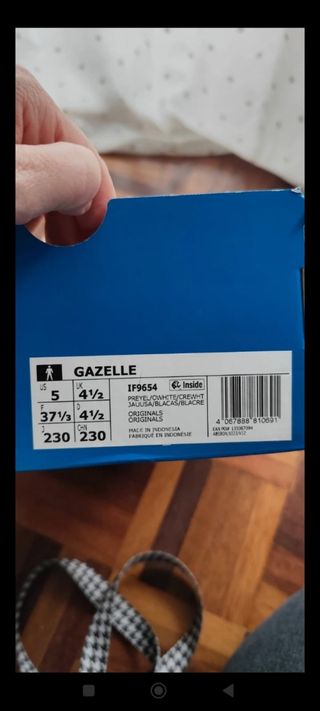 GAZELLE
US 5 UK 4½
F 37⅓ D 4½
J 230 CHN 230
IF9654 Inside
PREYEL/OWHITE/CREWHT
JAUUSA/BLACAS/BLACRE
ORIGINALS
ORIGINALS
MADE IN INDONESIA
FABRIQUÉ EN INDONÉSIE
4 067888 810691